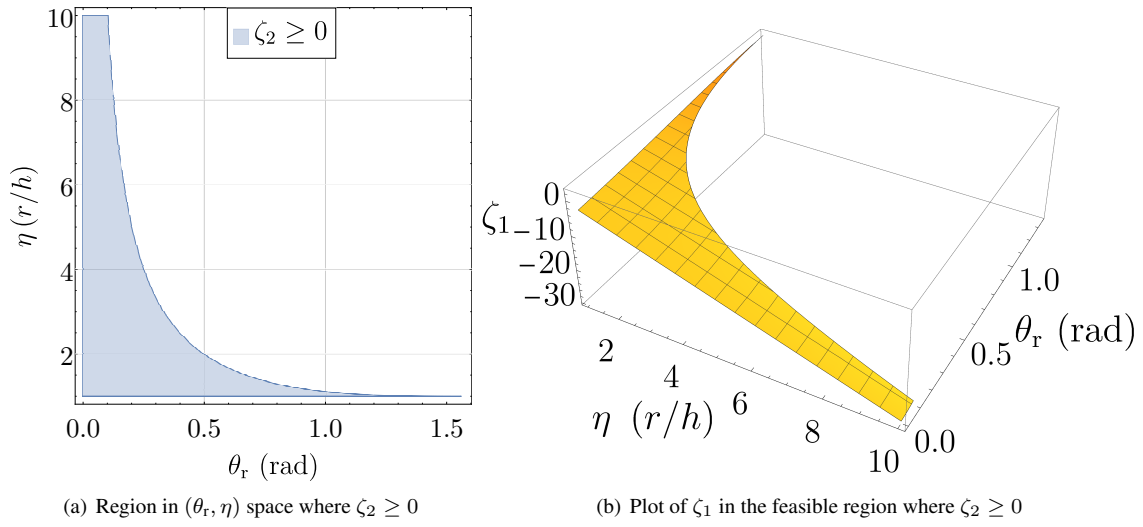 10
8
6
4
2
η (r/h)
ζ₂ ≥ 0
0.0 0.5 1.0 1.5
θᵣ (rad)
(a) Region in (θᵣ, η) space where ζ₂ ≥ 0
0
ζ₁
−10
−20
−30
2
4
6
8
10
η (r/h)
0.0
0.5
1.0
θᵣ (rad)
(b) Plot of ζ₁ in the feasible region where ζ₂ ≥ 0